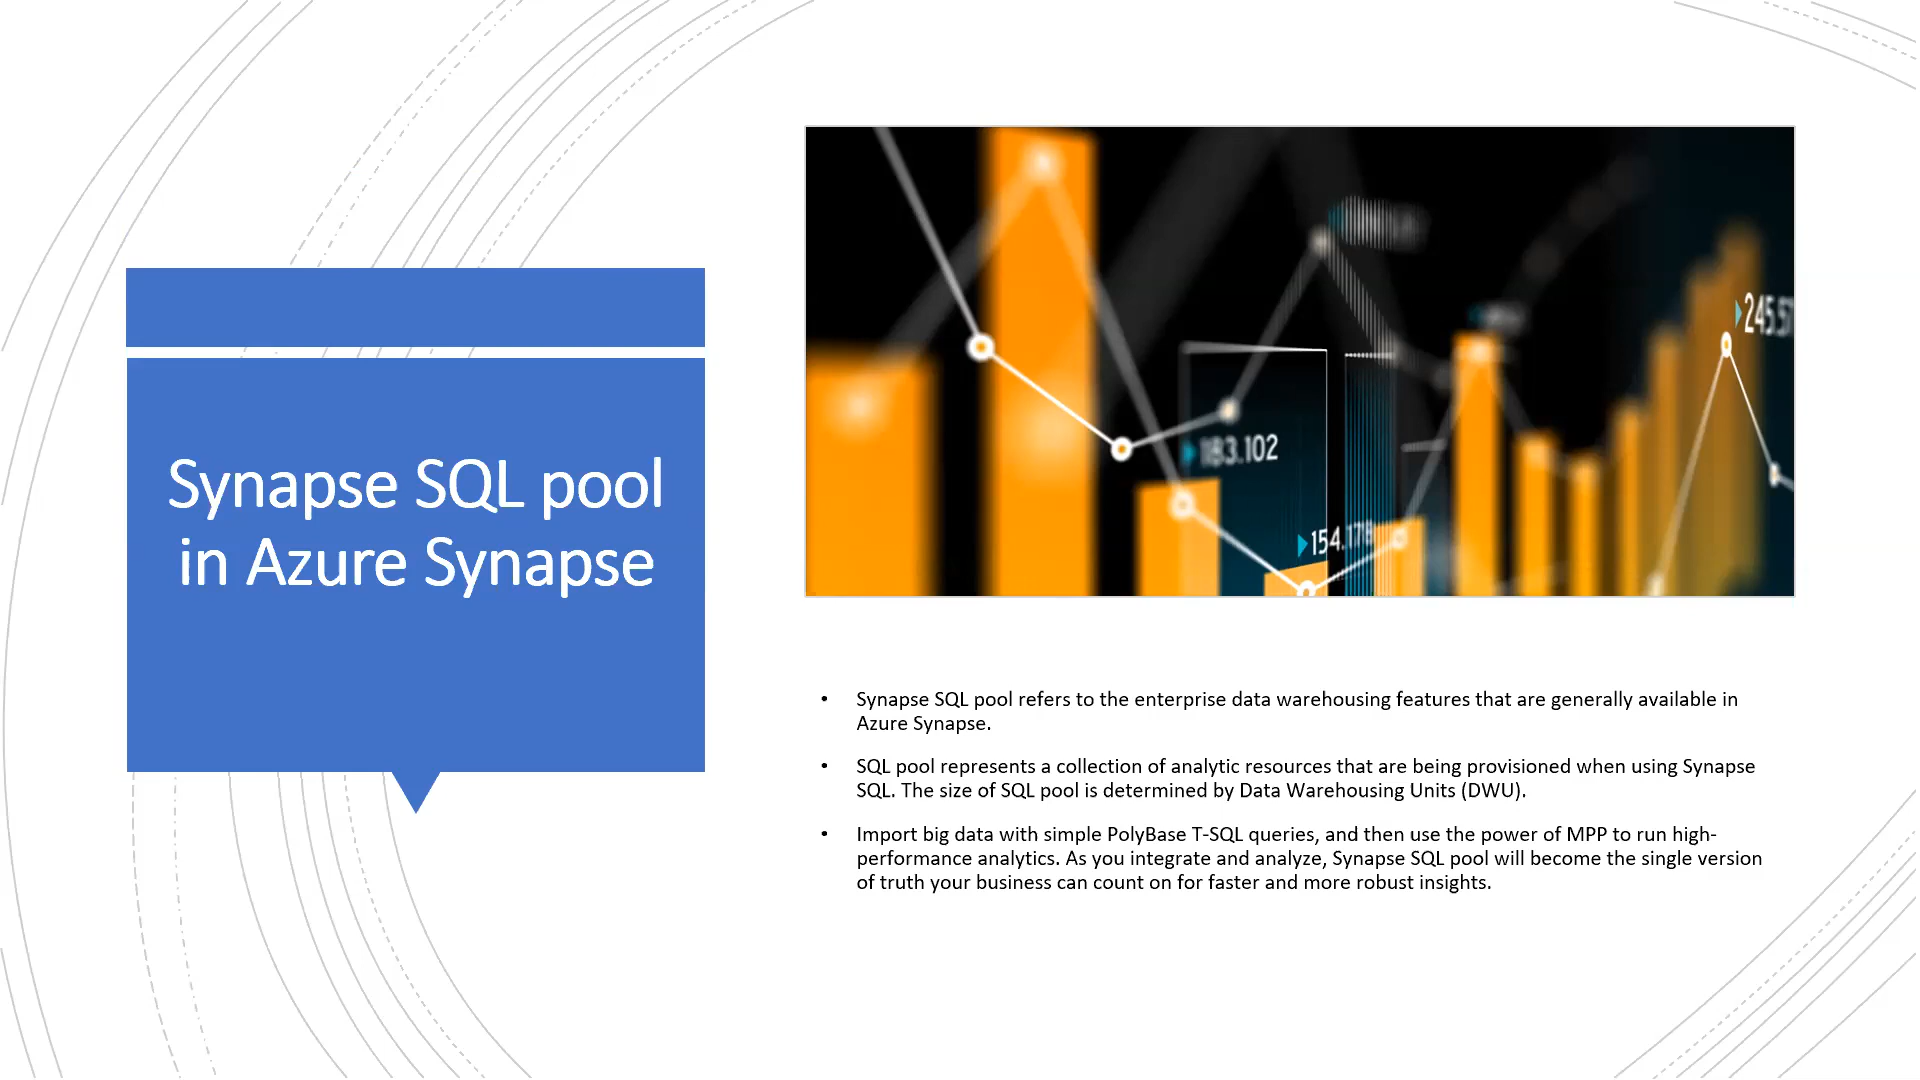 Synapse SQL pool
in Azure Synapse
183.102
154.178
• Synapse SQL pool refers to the enterprise data warehousing features that are generally available in
Azure Synapse.
• SQL pool represents a collection of analytic resources that are being provisioned when using Synapse
SQL. The size of SQL pool is determined by Data Warehousing Units (DWU).
• Import big data with simple PolyBase T-SQL queries, and then use the power of MPP to run high-
performance analytics. As you integrate and analyze, Synapse SQL pool will become the single version
of truth your business can count on for faster and more robust insights.